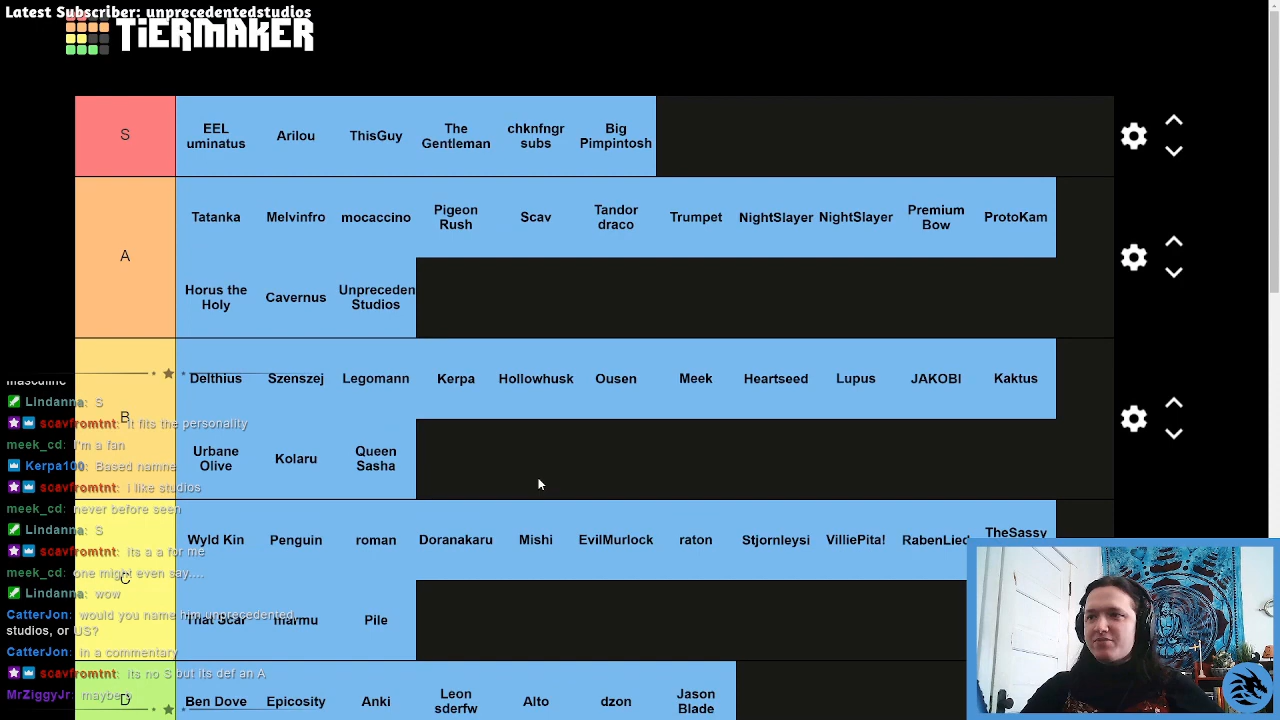 Latest Subscriber: unprecedentedstudios
TIERMAKER
S
EEL uminatus
Arilou
ThisGuy
The Gentleman
chknfngr subs
Big Pimpintosh
A
Tatanka
Melvinfro
mocaccino
Pigeon Rush
Scav
Tandor draco
Trumpet
NightSlayer
NightSlayer
Premium Bow
ProtoKam
Horus the Holy
Cavernus
Unpreceden Studios
B
Delthius
Szenszej
Legomann
Kerpa
Hollowhusk
Ousen
Meek
Heartseed
Lupus
JAKOBI
Kaktus
Urbane Olive
Kolaru
Queen Sasha
C
Wyld Kin
Penguin
roman
Doranakaru
Mishi
EvilMurlock
raton
Stjornleysi
VilliePita!
RabenLied
TheSassy
That Scar
marmu
Pile
D
Ben Dove
Epicosity
Anki
Leon sderfw
Alto
dzon
Jason Blade
masculine
Lindanna: S
scavfromtnt: it fits the personality
meek_cd: I'm a fan
Kerpa100: Based namne
scavfromtnt: i like studios
meek_cd: never before seen
Lindanna: S
scavfromtnt: its a a for me
meek_cd: one might even say....
Lindanna: wow
CatterJon: would you name him unprecedented
studios, or US?
CatterJon: in a commentary
scavfromtnt: its no S but its def an A
MrZiggyJr: maybe